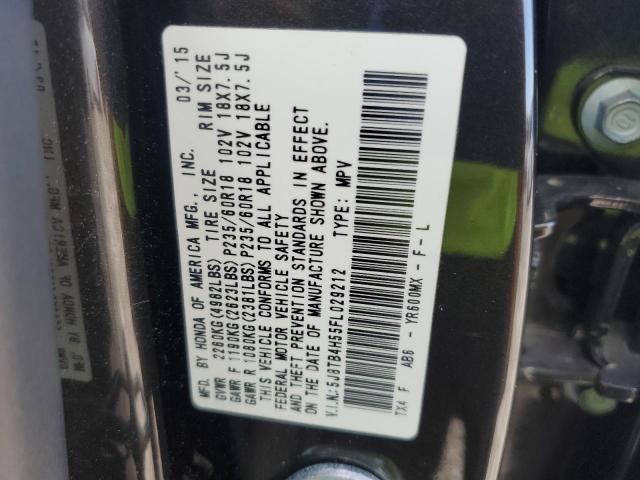 MFD. BY HONDA OF AMERICA MFG., INC. 03/'15
GVWR 2260KG(4982LBS) TIRE SIZE RIM SIZE
GAWR F 1190KG(2623LBS) P235/60R18 102V 18X7.5J
GAWR R 1080KG(2381LBS) P235/60R18 102V 18X7.5J
THIS VEHICLE CONFORMS TO ALL APPLICABLE
FEDERAL MOTOR VEHICLE SAFETY
AND THEFT PREVENTION STANDARDS IN EFFECT
ON THE DATE OF MANUFACTURE SHOWN ABOVE.
V.I.N.: 5J8TB4H55FL029212 TYPE: MPV
TX4 F AB6 - YR600MX - F - L